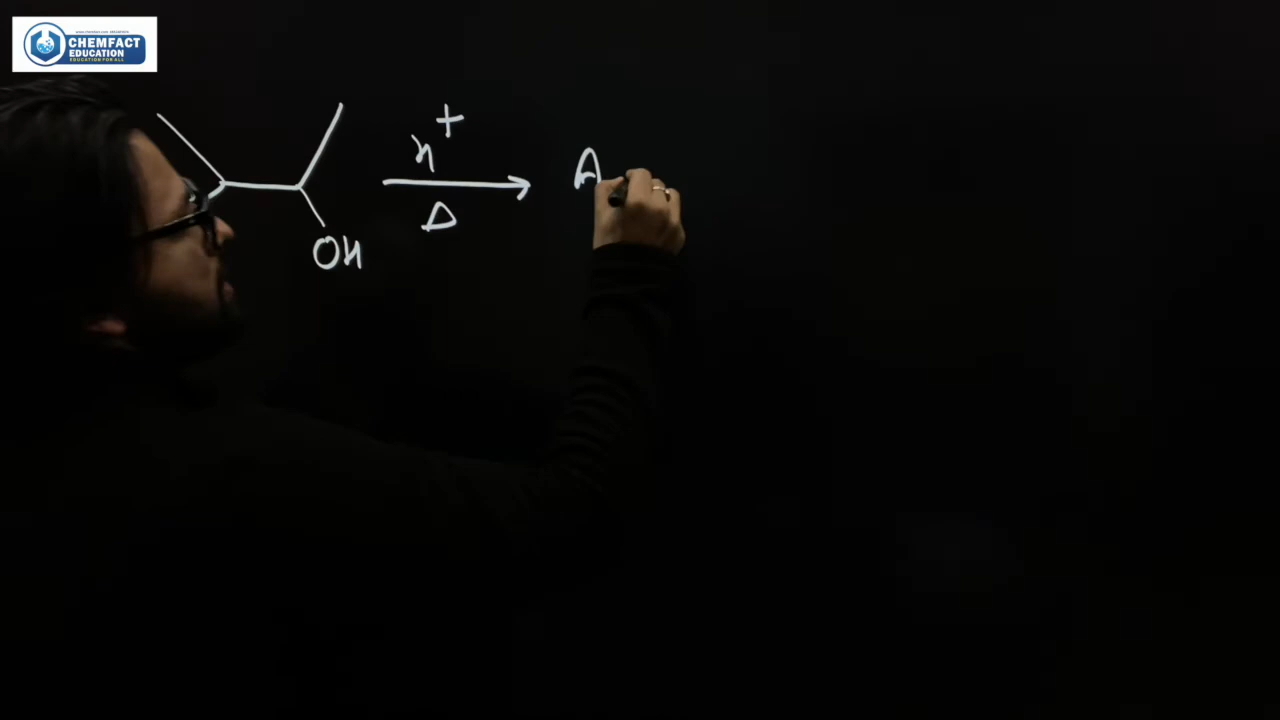 CHEMFACT
EDUCATION
EDUCATION FOR ALL
H+
Δ
OH
A